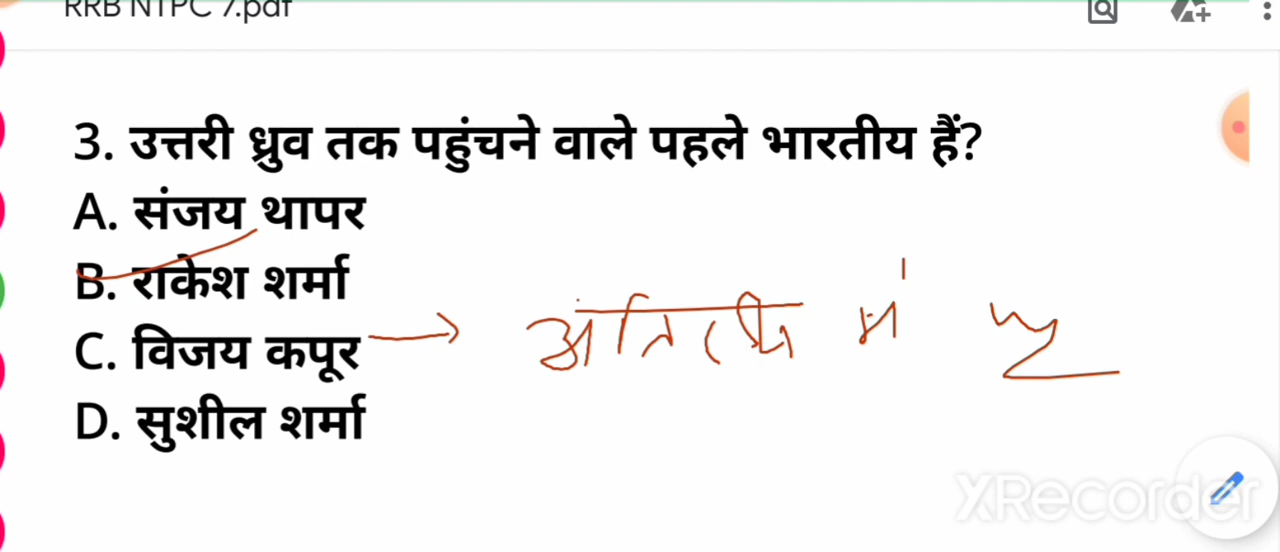 RRB NTPC 7.pdf
3. उत्तरी ध्रुव तक पहुंचने वाले पहले भारतीय हैं?
A. संजय थापर
B. राकेश शर्मा
C. विजय कपूर
D. सुशील शर्मा
में
XRecorder